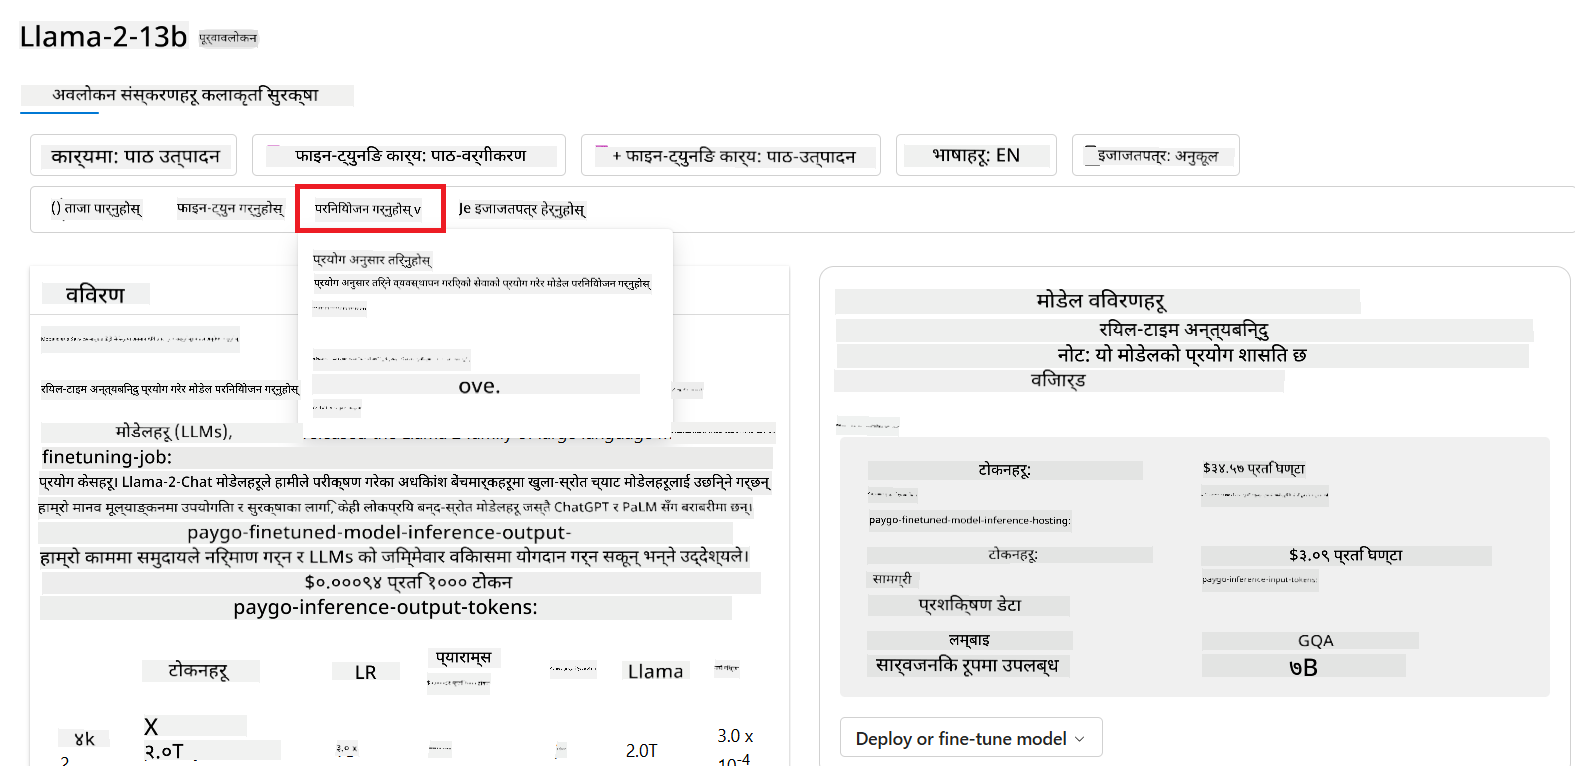 Llama-2-13b पूर्वावलोकन
अवलोकन संस्करणहरू कलाकृति सुरक्षा
कार्यमा: पाठ उत्पादन
फाइन-ट्युनिङ कार्य: पाठ-वर्गीकरण
+ फाइन-ट्युनिङ कार्य: पाठ-उत्पादन
भाषाहरू: EN
इजाजतपत्र: अनुकूल
() ताजा पार्नुहोस्
फाइन-ट्युन गर्नुहोस्
परिनियोजन गर्नुहोस् v
Je इजाजतपत्र हेर्नुहोस्
प्रयोग अनुसार तिर्नुहोस्
प्रयोग अनुसार तिर्ने व्यवस्थापन गरिएको सेवाको प्रयोग गरेर मोडेल परिनियोजन गर्नुहोस्
ove.
विवरण
रियल-टाइम अन्त्यबिन्दु प्रयोग गरेर मोडेल परिनियोजन गर्नुहोस्
मोडेलहरू (LLMs),
finetuning-job:
प्रयोग केसहरू। Llama-2-Chat मोडेलहरूले हामीले परीक्षण गरेका अधिकांश बेंचमार्कहरूमा खुला-स्रोत च्याट मोडेलहरूलाई उछिन्ने गर्छन्
हाम्रो मानव मूल्याङ्कनमा उपयोगिता र सुरक्षाका लागि, केही लोकप्रिय बन्द-स्रोत मोडेलहरू जस्तै ChatGPT र PaLM सँग बराबरीमा छन्।
paygo-finetuned-model-inference-output-
हाम्रो काममा समुदायले निर्माण गर्न र LLMs को जिम्मेवार विकासमा योगदान गर्न सकून् भन्ने उद्देश्यले।
$०.०००९४ प्रति १००० टोकन
paygo-inference-output-tokens:
टोकनहरू
LR
प्यारामस
Llama
४k
X
२.०T
३.० x
2.0T
3.0 x
10-4
मोडेल विवरणहरू
रियल-टाइम अन्त्यबिन्दु
नोट: यो मोडेलको प्रयोग शासित छ
विजार्ड
टोकनहरू:
$३४.५७ प्रति घिण्टा
paygo-finetuned-model-inference-hosting:
टोकनहरू:
$३.०९ प्रति घिण्टा
सामग्री
paygo-inference-input-tokens:
प्रशिक्षण डेटा
लम्बाइ
GQA
सार्वजनिक रूपमा उपलब्ध
७B
Deploy or fine-tune model